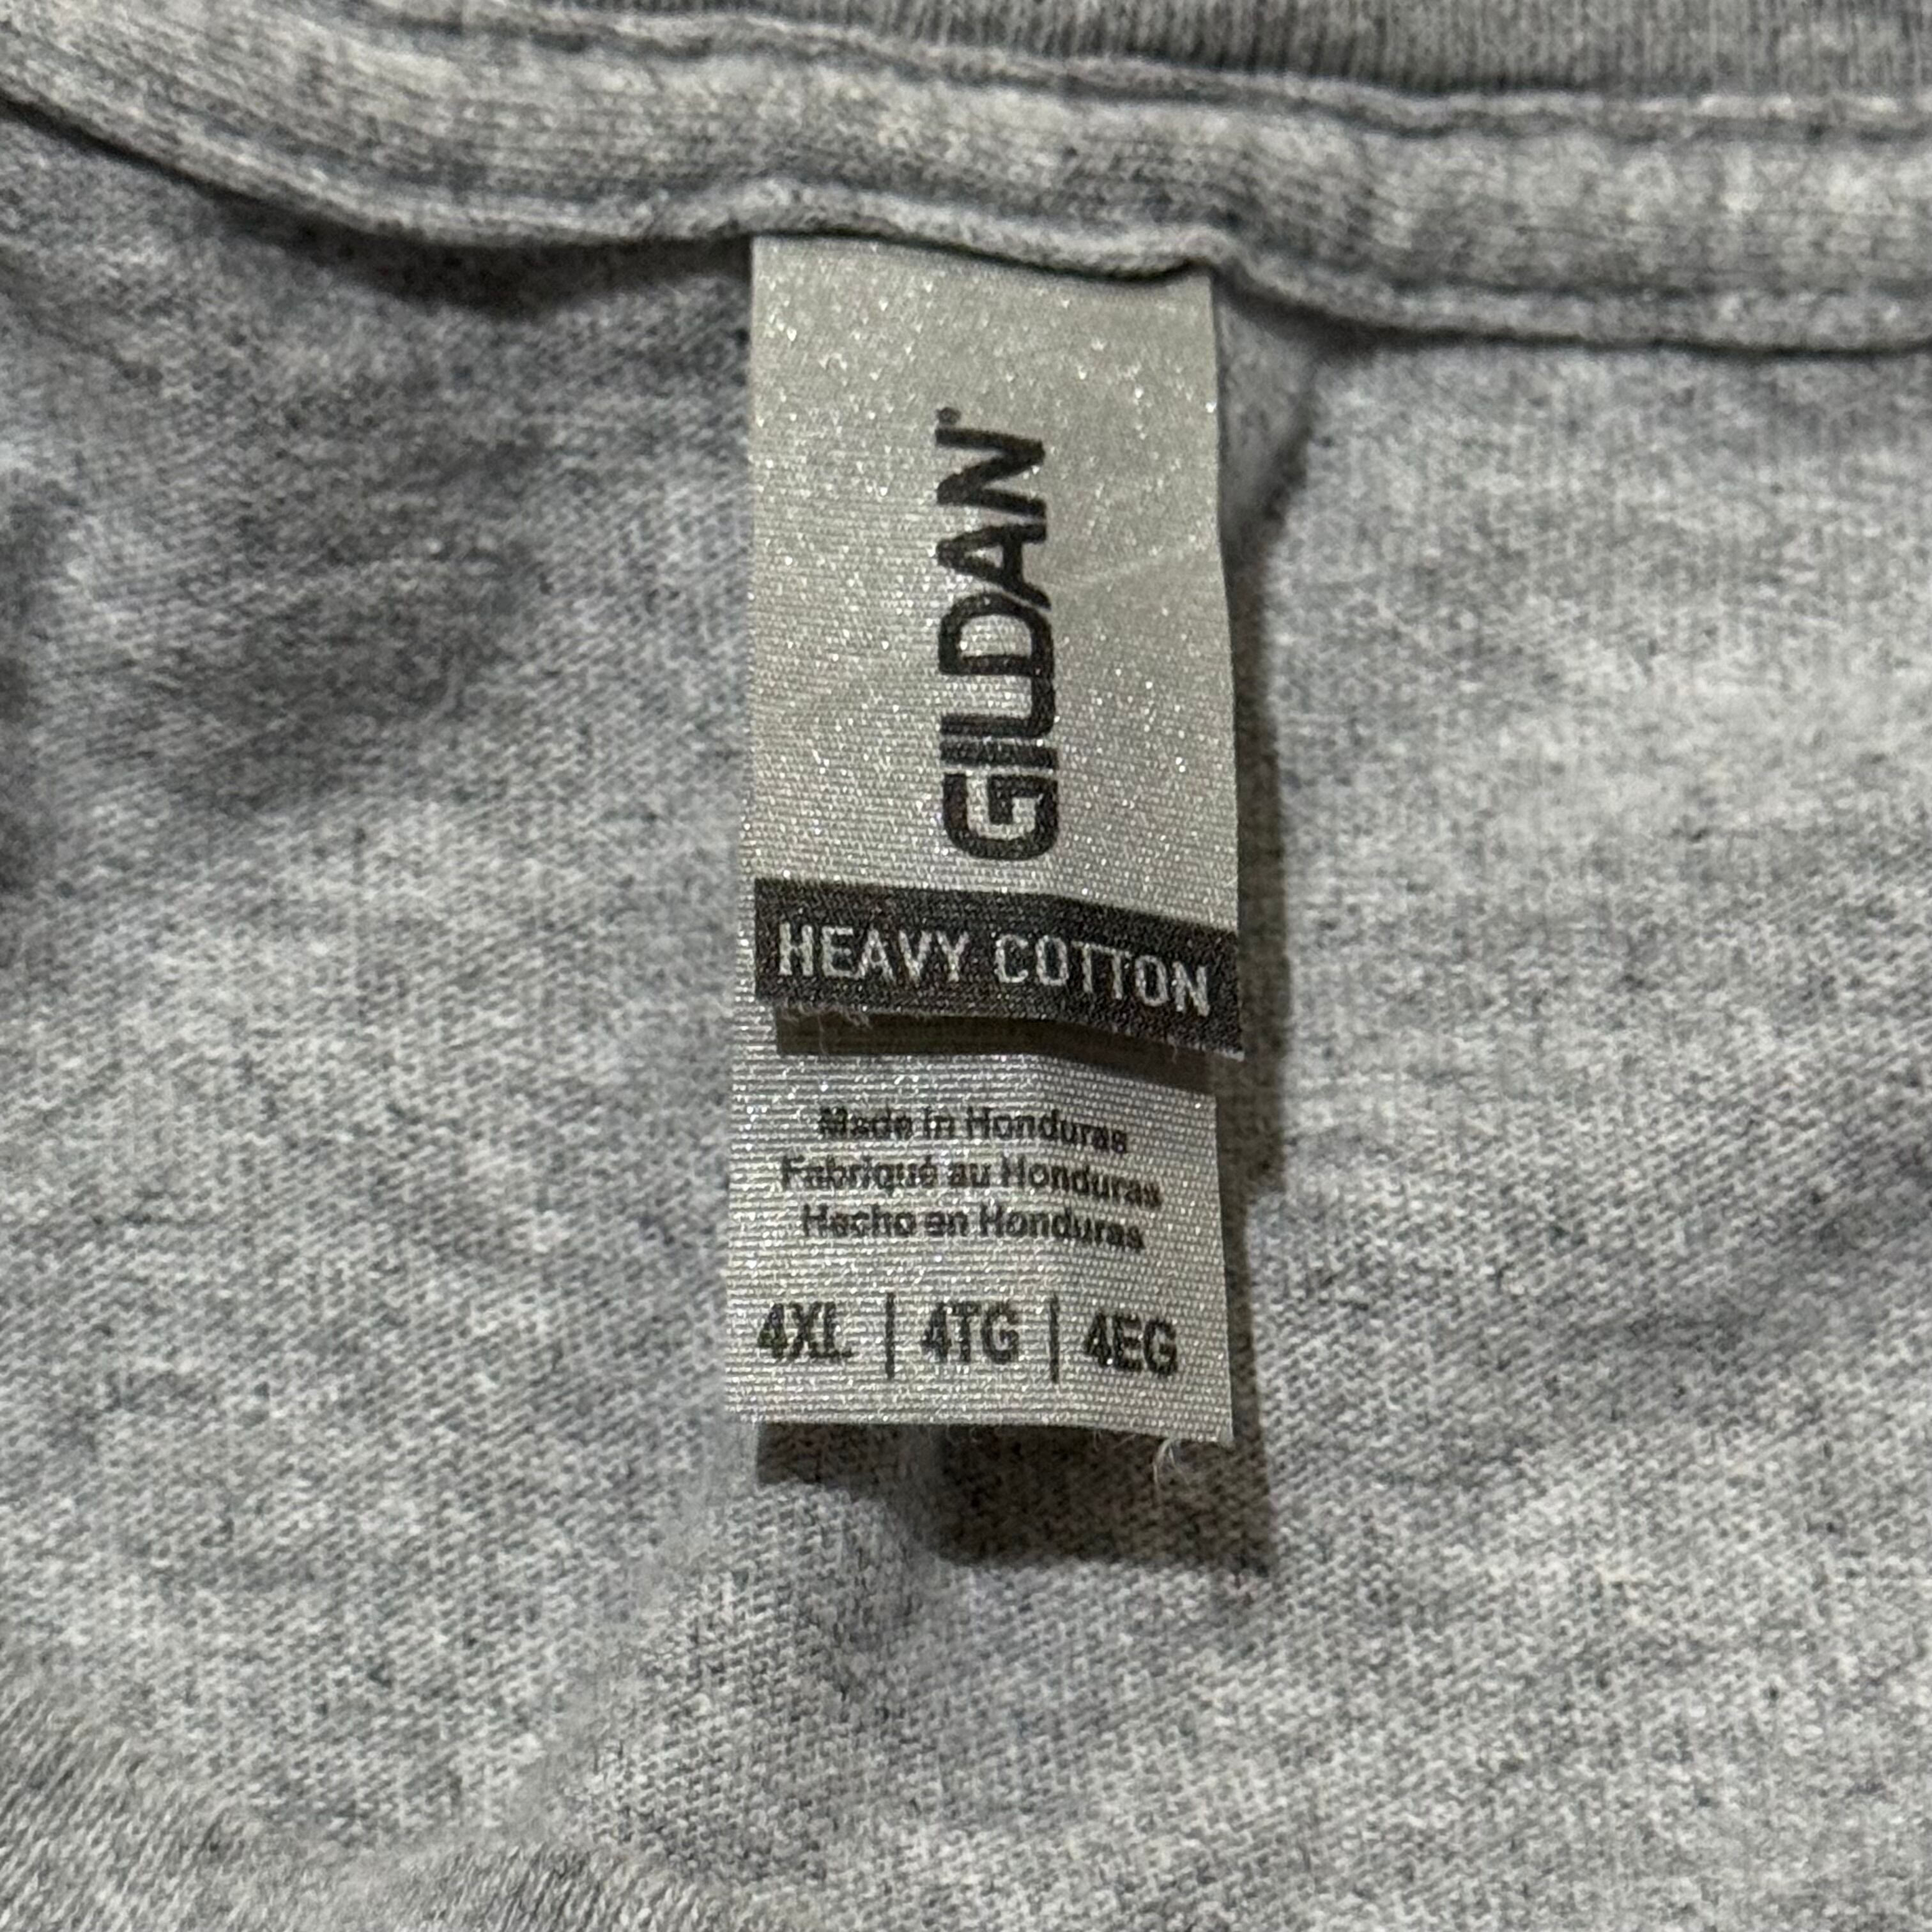 GILDAN®
HEAVY COTTON
Made in Honduras
Fabriqué au Honduras
Hecho en Honduras
4XL | 4TG | 4EG